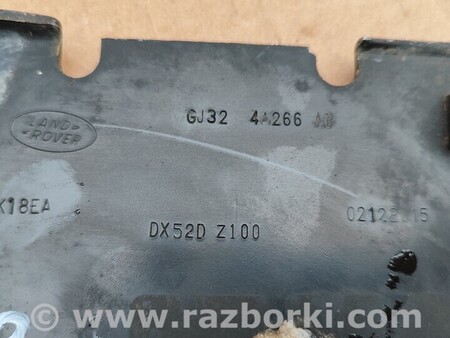 LAND
ROVER
GJ32 4A266
K18EA
DX52D Z100
www.razborki.com